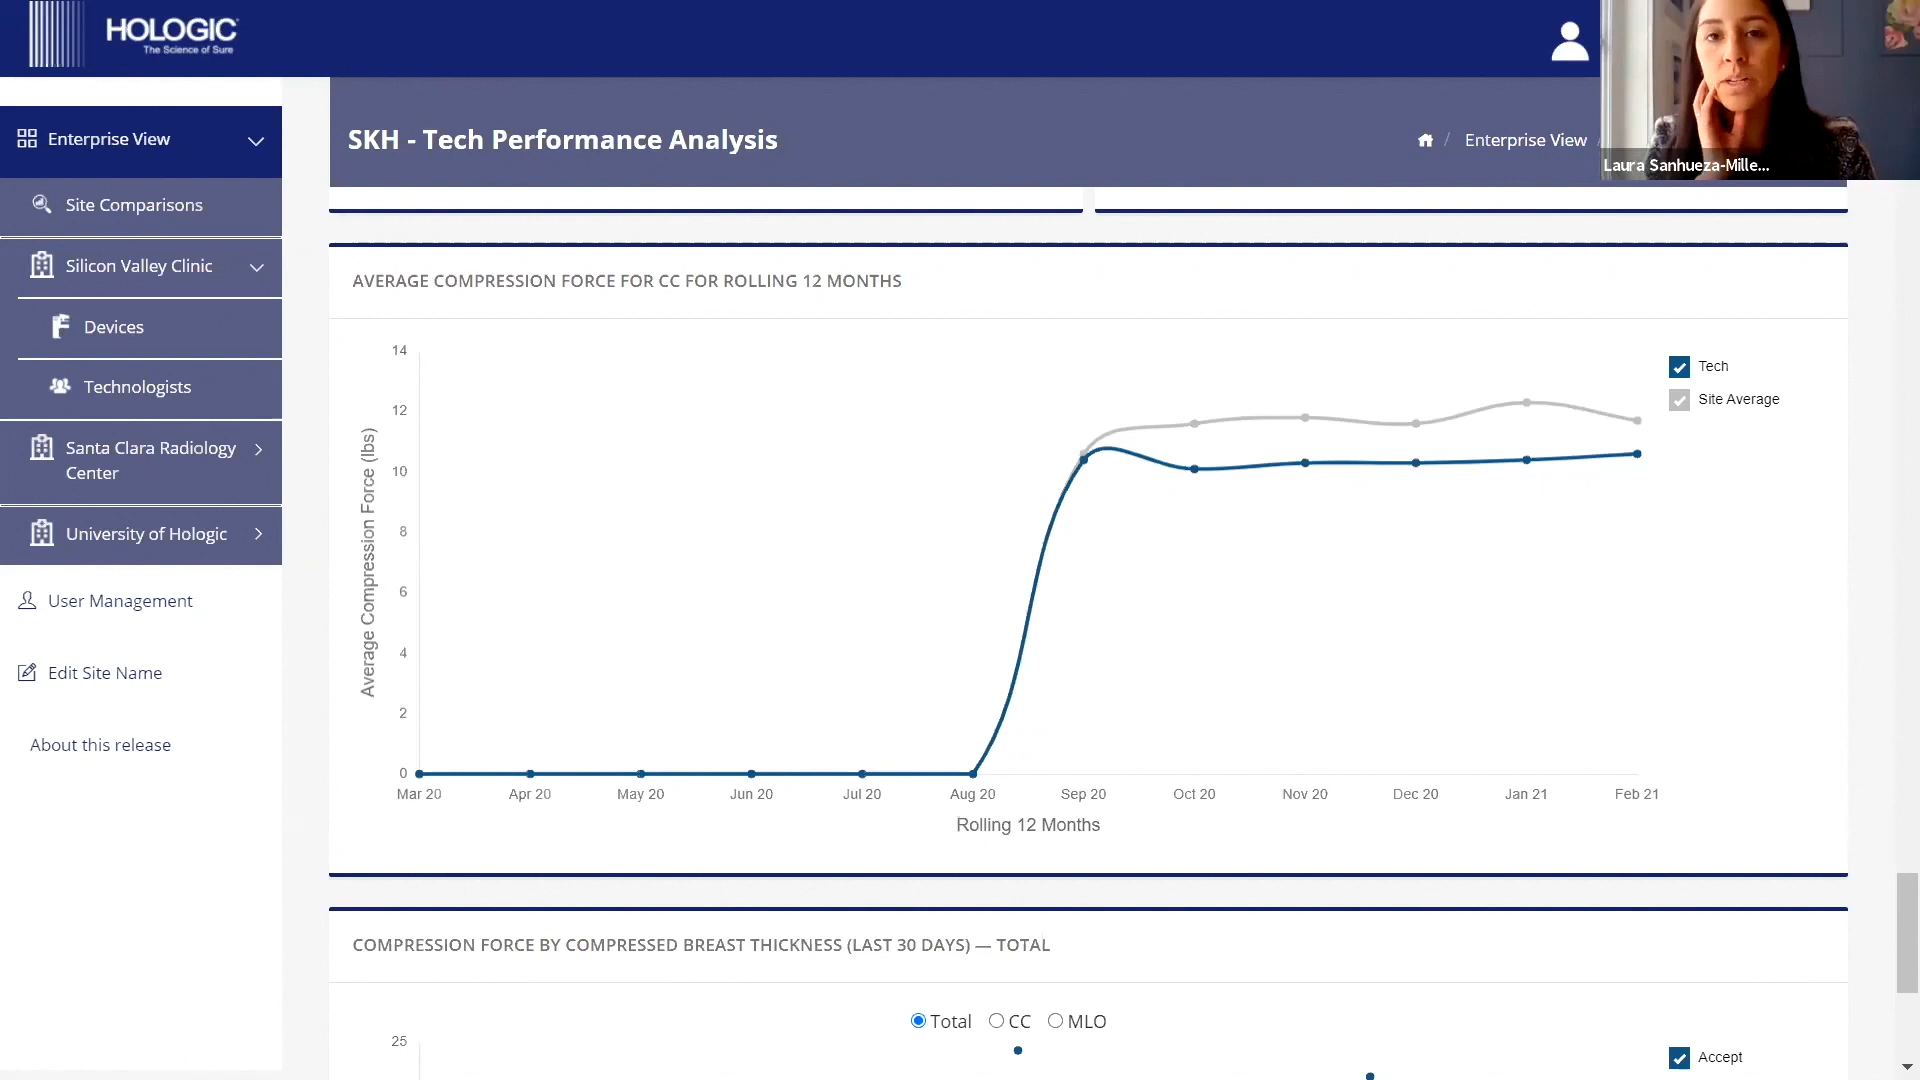 HOLOGIC
The Science of Sure
Laura Sanhueza-Mille...
Enterprise View
Site Comparisons
Silicon Valley Clinic
Devices
Technologists
Santa Clara Radiology
Center
University of Hologic
User Management
Edit Site Name
About this release
SKH - Tech Performance Analysis
/ Enterprise View /
AVERAGE COMPRESSION FORCE FOR CC FOR ROLLING 12 MONTHS
Average Compression Force (lbs)
14
12
10
8
6
4
2
0
Mar 20 Apr 20 May 20 Jun 20 Jul 20 Aug 20 Sep 20 Oct 20 Nov 20 Dec 20 Jan 21 Feb 21
Rolling 12 Months
Tech
Site Average
COMPRESSION FORCE BY COMPRESSED BREAST THICKNESS (LAST 30 DAYS) — TOTAL
Total CC MLO
25
Accept